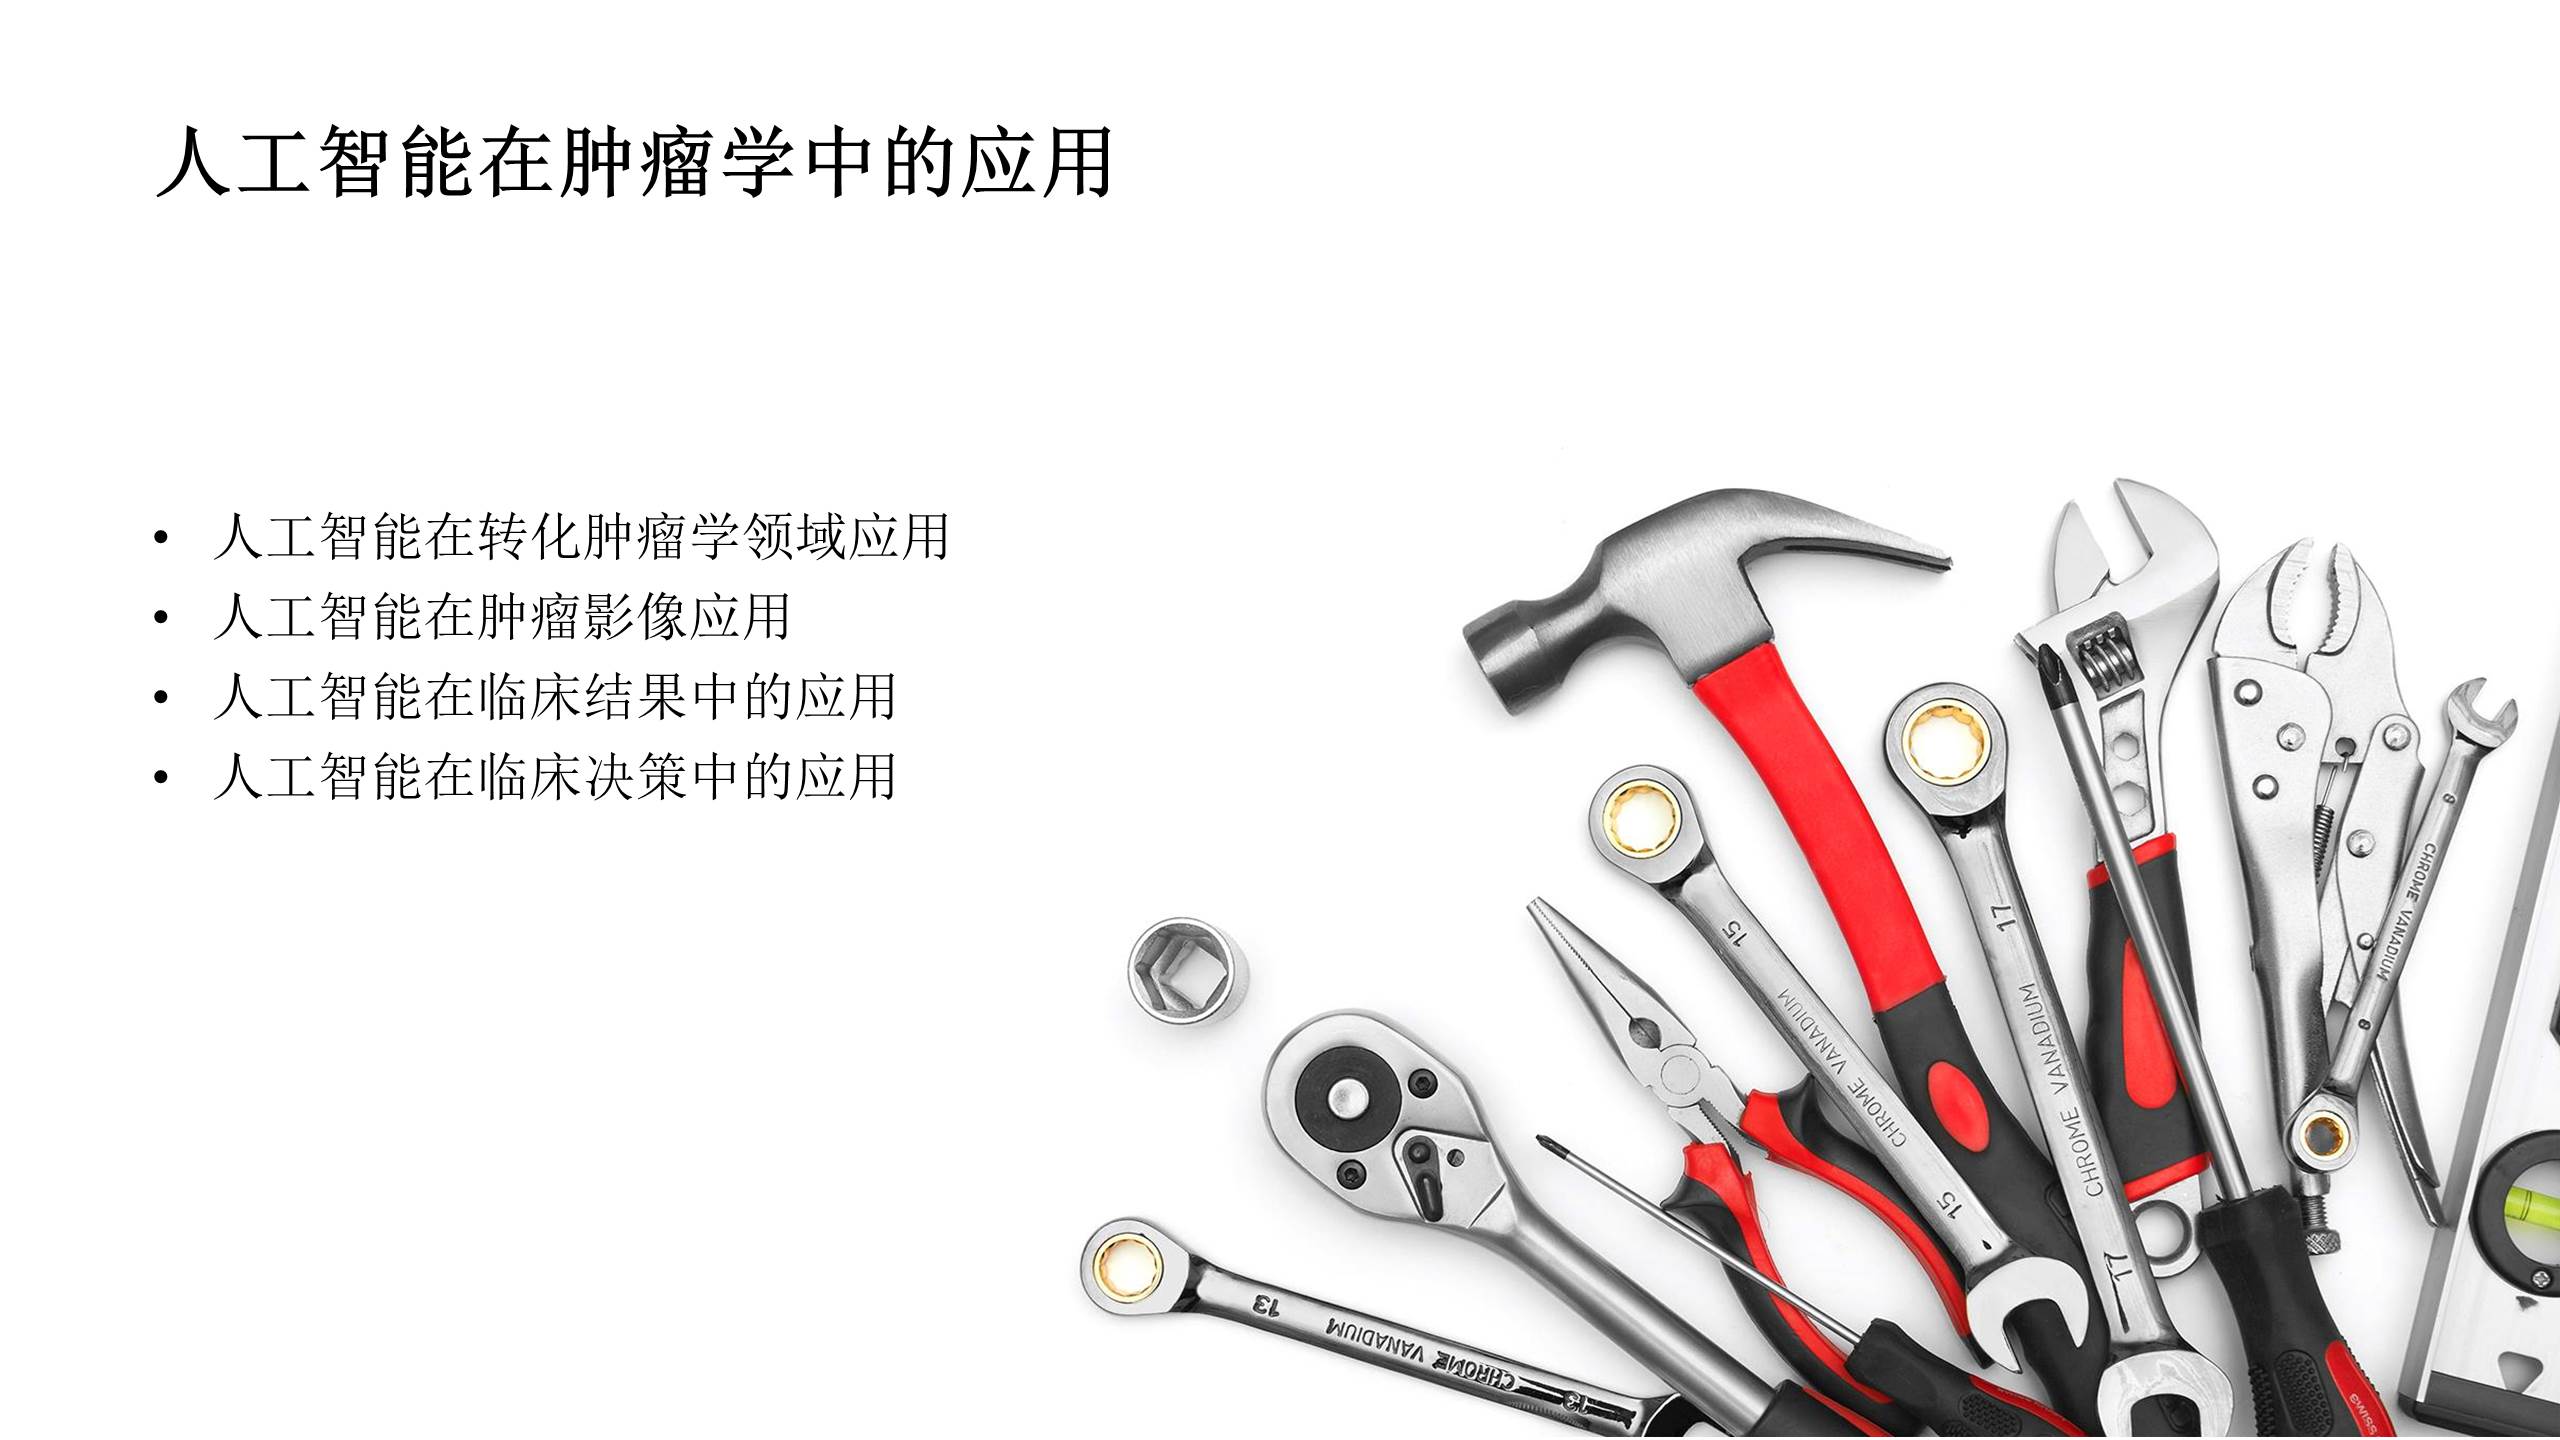 人工智能在肿瘤学中的应用
• 人工智能在转化肿瘤学领域应用
• 人工智能在肿瘤影像应用
• 人工智能在临床结果中的应用
• 人工智能在临床决策中的应用
15
CHROME VANADIUM
15
17
CHROME VANADIUM
17
8
CHROME VANADIUM
8
13
CHROME VANADIUM
13